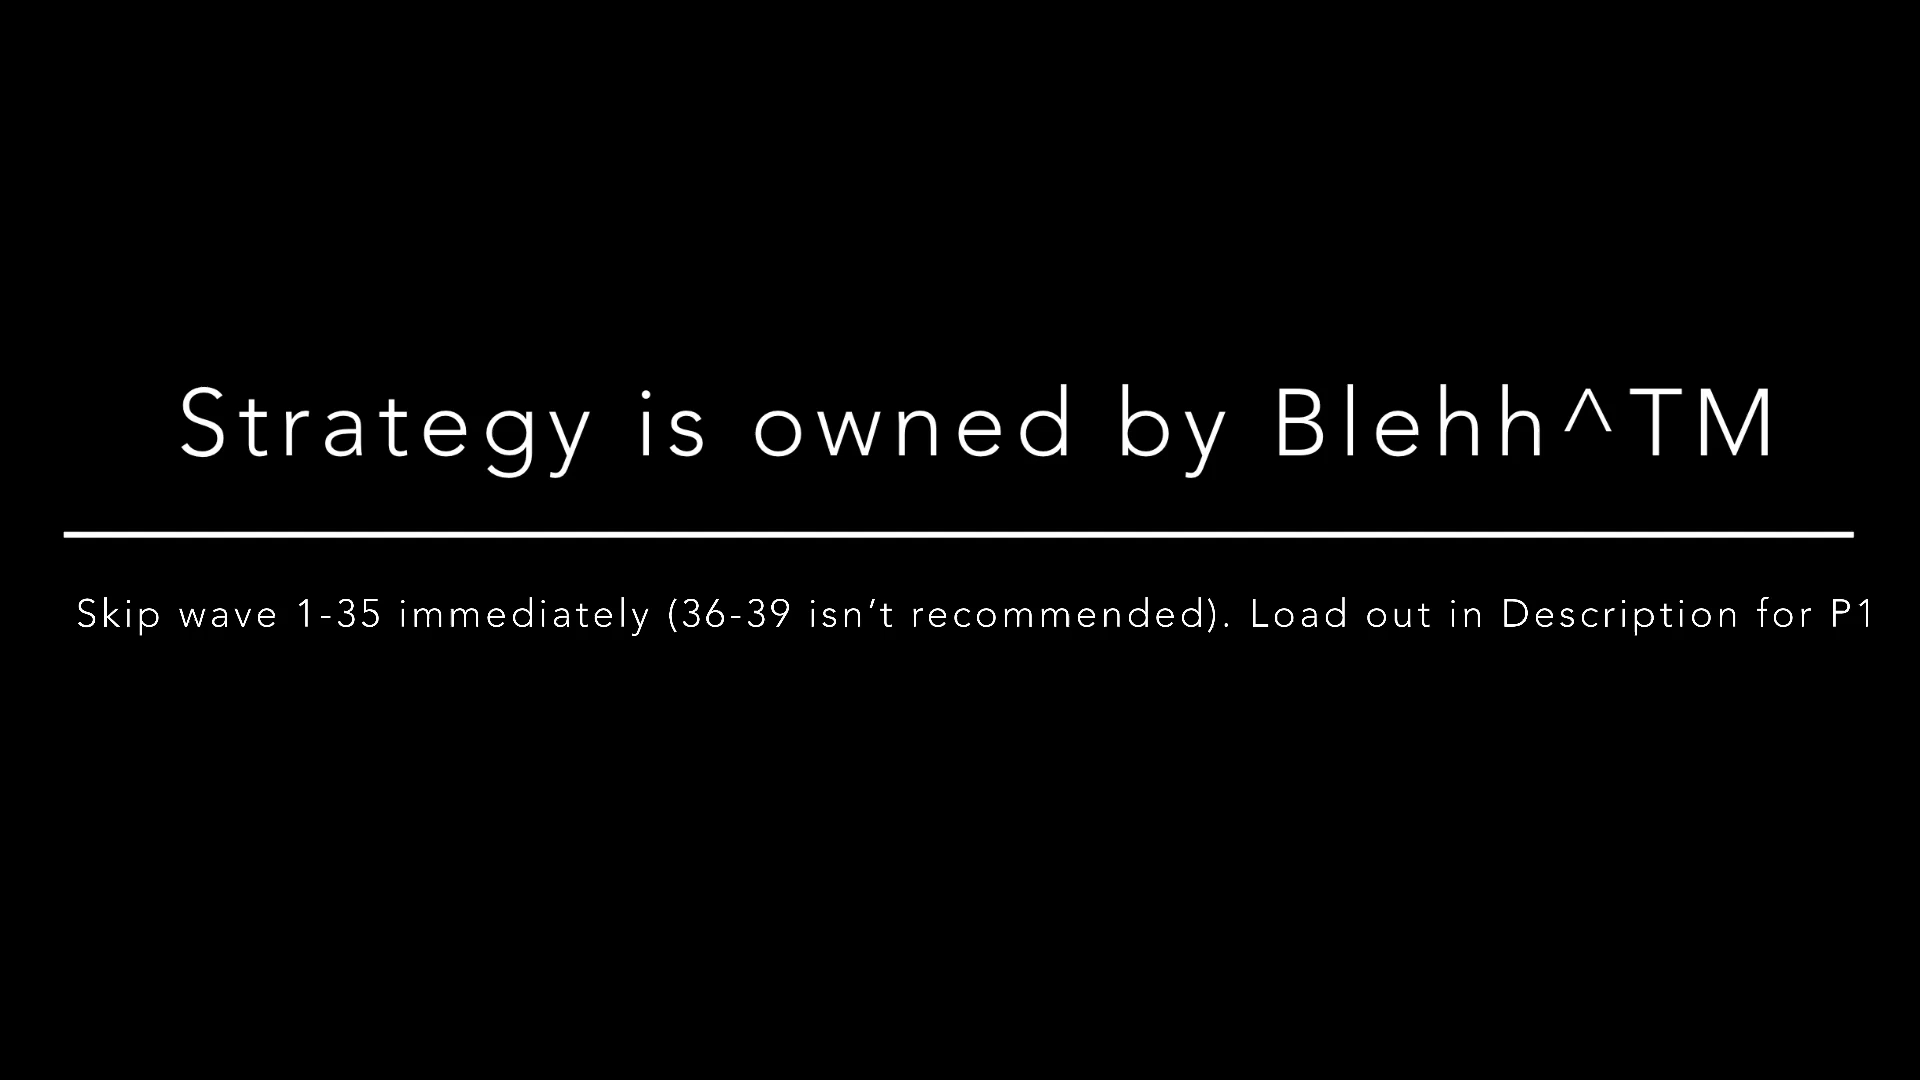 Strategy is owned by Blehh^TM
Skip wave 1-35 immediately (36-39 isn’t recommended). Load out in Description for P1